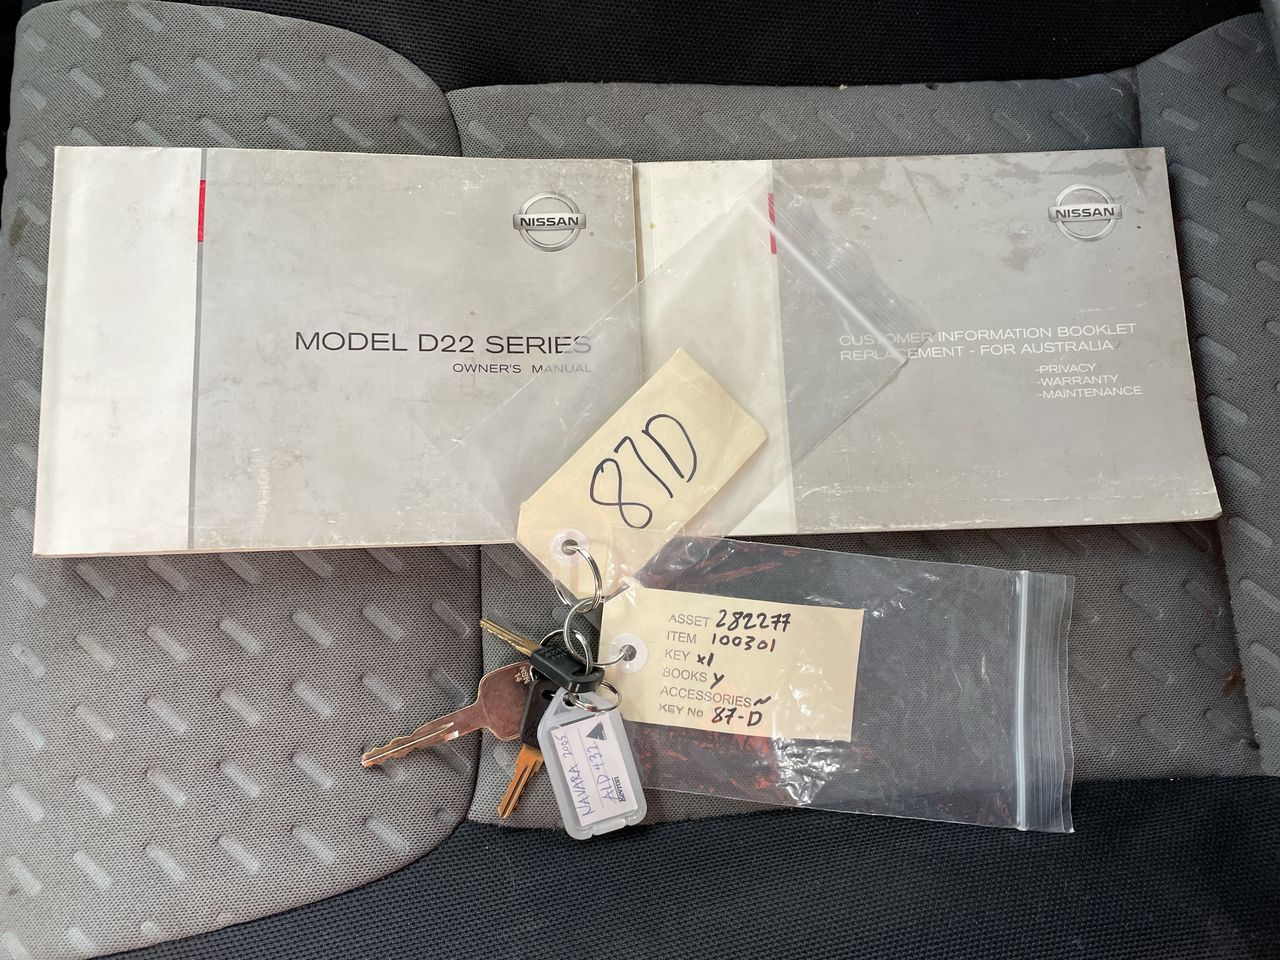 NISSAN
MODEL D22 SERIES
OWNER'S MANUAL
NISSAN
CUSTOMER INFORMATION BOOKLET
REPLACEMENT - FOR AUSTRALIA
-PRIVACY
-WARRANTY
-MAINTENANCE
87D
ASSET 282277
ITEM 100301
KEY x1
BOOKS Y
ACCESSORIES ~
KEY No 87-D
NAVARA 2005
Kevron